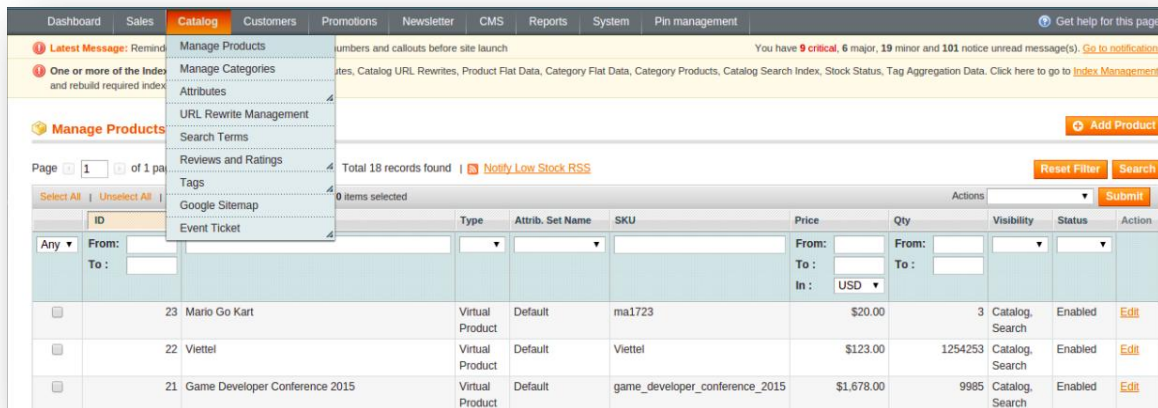 Dashboard Sales Catalog Customers Promotions Newsletter CMS Reports System Pin management Get help for this page
Latest Message: Remind umbers and callouts before site launch You have 9 critical, 6 major, 19 minor and 101 notice unread message(s). Go to notification
One or more of the Index tes, Catalog URL Rewrites, Product Flat Data, Category Flat Data, Category Products, Catalog Search Index, Stock Status, Tag Aggregation Data. Click here to go to Index Management
and rebuild required index
Manage Products
Manage Categories
Attributes
URL Rewrite Management
Search Terms
Reviews and Ratings
Tags
Google Sitemap
Event Ticket
Manage Products
Add Product
Page 1 of 1 pa Total 18 records found | Notify Low Stock RSS Reset Filter Search
Select All | Unselect All | 0 items selected Actions Submit
ID Type Attrib. Set Name SKU Price Qty Visibility Status Action
Any From: From: From:
To : To : To :
In : USD
23 Mario Go Kart Virtual Product Default ma1723 $20.00 3 Catalog, Search Enabled Edit
22 Viettel Virtual Product Default Viettel $123.00 1254253 Catalog, Search Enabled Edit
21 Game Developer Conference 2015 Virtual Product Default game_developer_conference_2015 $1,678.00 9985 Catalog, Search Enabled Edit